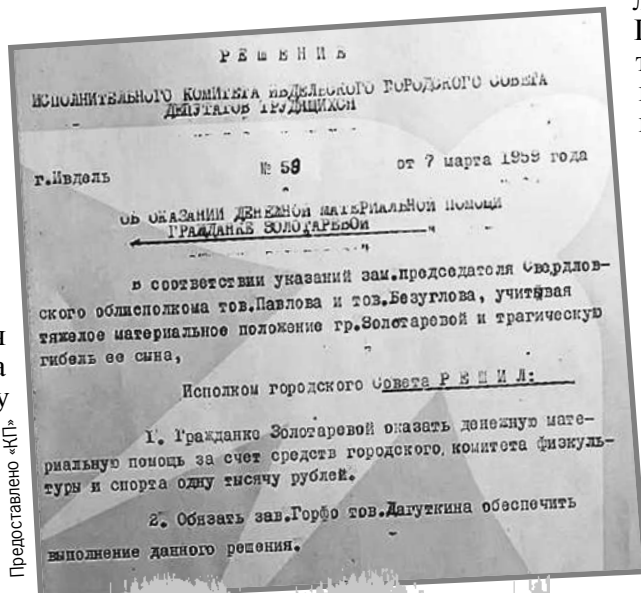 РЕШЕНИЕ
ИСПОЛНИТЕЛЬНОГО КОМИТЕТА ИВДЕЛЬСКОГО ГОРОДСКОГО СОВЕТА
ДЕПУТАТОВ ТРУДЯЩИХСЯ
г.Ивдель № 58 от 7 марта 1959 года
ОБ ОКАЗАНИИ ДЕНЕЖНОЙ МАТЕРИАЛЬНОЙ ПОМОЩИ
ГРАЖДАНКЕ ЗОЛОТАРЕВОЙ
В соответствии указаний зам.председателя Свердлов-
ского облисполкома тов.Павлова и тов.Безуглова, учитывая
тяжелое материальное положение гр.Золотаревой и трагическую
гибель ее сына,
Исполком городского Совета РЕШИЛ:
1. Гражданке Золотаревой оказать денежную мате-
риальную помощь за счет средств городского, комитета физкуль-
туры и спорта одну тысячу рублей.
2. Обязать зав.Горфо тов.Дагуткина обеспечить
выполнение данного решения.
Предоставлено «КП»